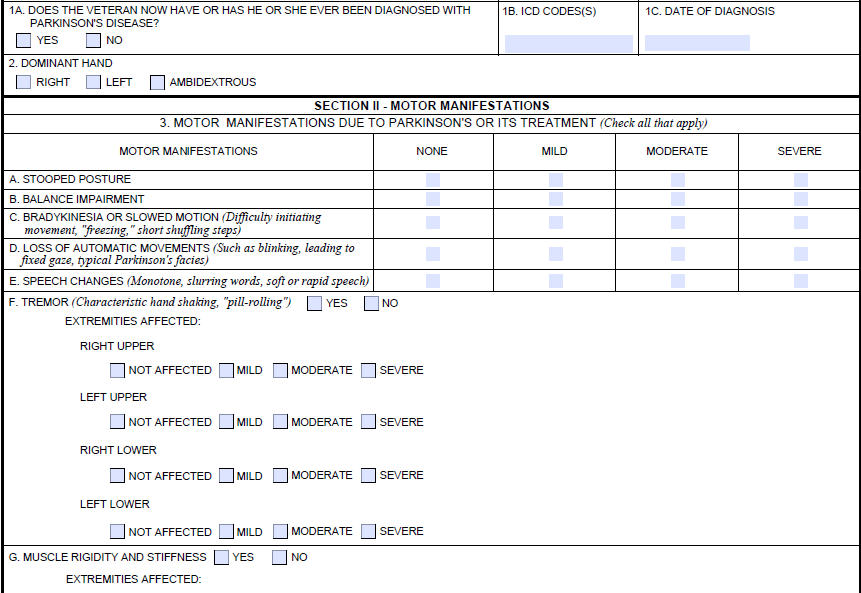 1A. DOES THE VETERAN NOW HAVE OR HAS HE OR SHE EVER BEEN DIAGNOSED WITH
PARKINSON'S DISEASE?
YES NO
1B. ICD CODES(S)
1C. DATE OF DIAGNOSIS
2. DOMINANT HAND
RIGHT LEFT AMBIDEXTROUS
SECTION II - MOTOR MANIFESTATIONS
3. MOTOR MANIFESTATIONS DUE TO PARKINSON'S OR ITS TREATMENT (Check all that apply)
MOTOR MANIFESTATIONS NONE MILD MODERATE SEVERE
A. STOOPED POSTURE
B. BALANCE IMPAIRMENT
C. BRADYKINESIA OR SLOWED MOTION (Difficulty initiating
movement, "freezing," short shuffling steps)
D. LOSS OF AUTOMATIC MOVEMENTS (Such as blinking, leading to
fixed gaze, typical Parkinson's facies)
E. SPEECH CHANGES (Monotone, slurring words, soft or rapid speech)
F. TREMOR (Characteristic hand shaking, "pill-rolling") YES NO
EXTREMITIES AFFECTED:
RIGHT UPPER
NOT AFFECTED MILD MODERATE SEVERE
LEFT UPPER
NOT AFFECTED MILD MODERATE SEVERE
RIGHT LOWER
NOT AFFECTED MILD MODERATE SEVERE
LEFT LOWER
NOT AFFECTED MILD MODERATE SEVERE
G. MUSCLE RIGIDITY AND STIFFNESS YES NO
EXTREMITIES AFFECTED: